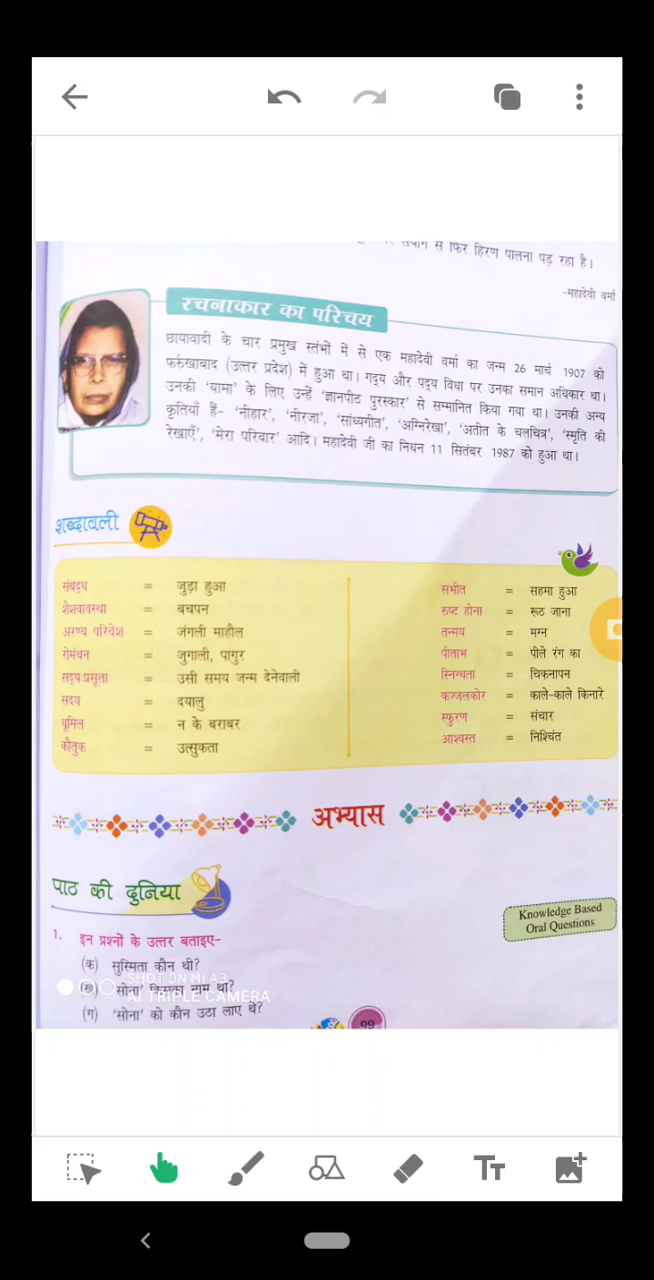 संयोग से फिर हिरण पालना पड़ रहा है।
-महादेवी वर्मा
रचनाकार का परिचय
छायावादी के चार प्रमुख स्तंभों में से एक महादेवी वर्मा का जन्म 26 मार्च 1907 को
फर्रुखाबाद (उत्तर प्रदेश) में हुआ था। गद्य और पद्य विधा पर उनका समान अधिकार था।
उनकी 'यामा' के लिए उन्हें 'ज्ञानपीठ पुरस्कार' से सम्मानित किया गया था। उनकी अन्य
कृतियाँ हैं- 'नीहार', 'नीरजा', 'सांध्यगीत', 'अग्निरेखा', 'अतीत के चलचित्र', 'स्मृति की
रेखाएँ', 'मेरा परिवार' आदि। महादेवी जी का निधन 11 सितंबर 1987 को हुआ था।
शब्दावली
संबद्य = जुड़ा हुआ
शैशवावस्था = बचपन
अरण्य परिवेश = जंगली माहौल
रोमंथन = जुगाली, पागुर
सद्य:प्रसूता = उसी समय जन्म देनेवाली
सदय = दयालु
धूमिल = न के बराबर
कौतुक = उत्सुकता
सभीत = सहमा हुआ
रुष्ट होना = रूठ जाना
तन्मय = मग्न
पीताभ = पीले रंग का
स्निग्धता = चिकनापन
कज्जलकोर = काले-काले किनारे
स्फुरण = संचार
आश्वस्त = निश्चिंत
अभ्यास
पाठ की दुनिया
Knowledge Based
Oral Questions
1. इन प्रश्नों के उत्तर बताइए-
(क) सुस्मिता कौन थी?
SHOT ON MI A3
(ख) 'सोना' किसका नाम था?
AI TRIPLE CAMERA
(ग) 'सोना' को कौन उठा लाए थे?
99
Tт